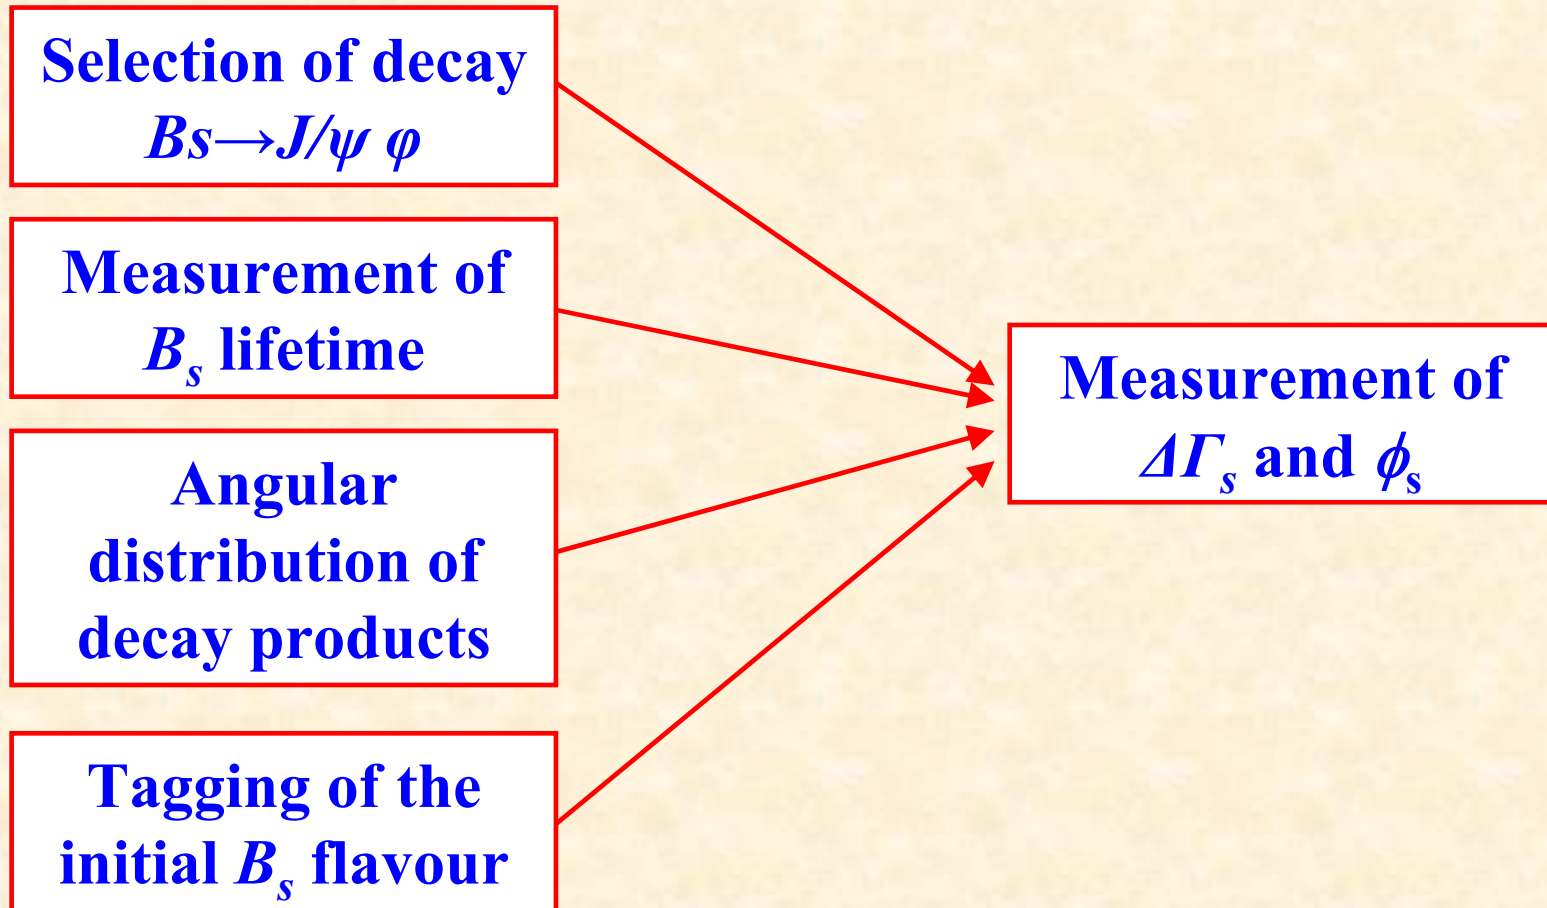 Selection of decay
Bs→J/ψ φ
Measurement of
Bₛ lifetime
Angular
distribution of
decay products
Tagging of the
initial Bₛ flavour
Measurement of
ΔΓₛ and ϕₛ